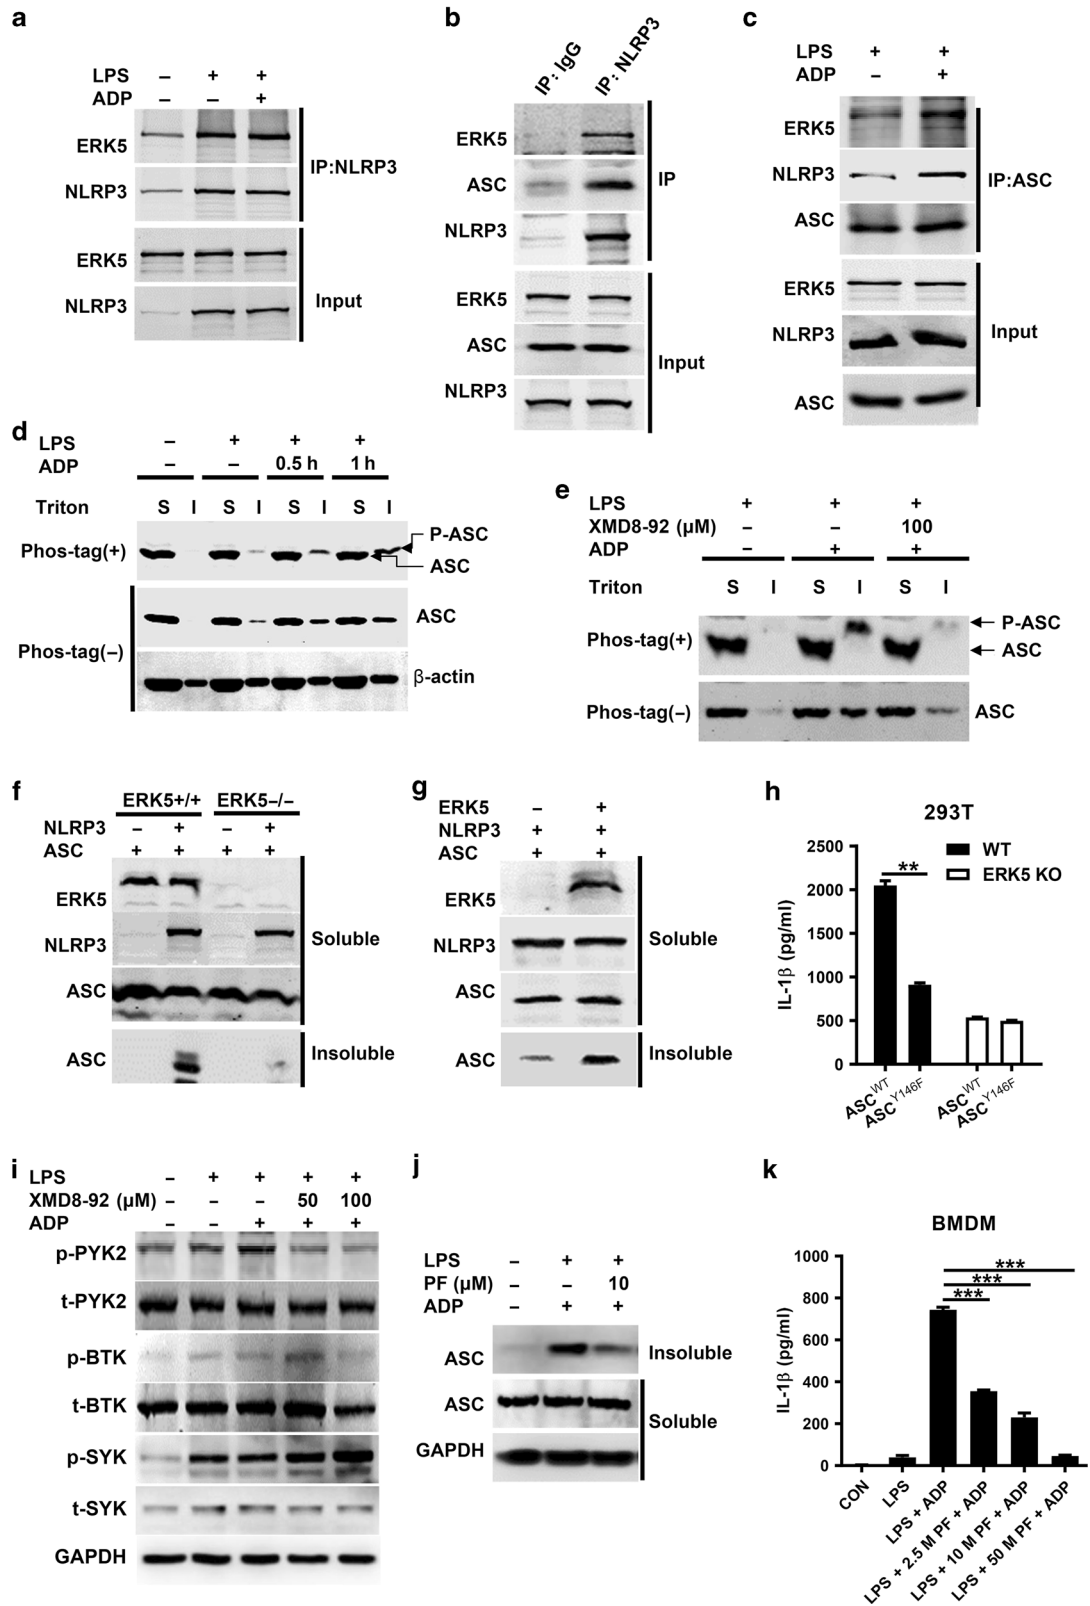 a
LPS – + +
ADP – – +
ERK5
NLRP3
IP:NLRP3
ERK5
NLRP3
Input
b
IP: IgG
IP: NLRP3
ERK5
ASC
NLRP3
IP
ERK5
ASC
NLRP3
Input
c
LPS + +
ADP – +
ERK5
NLRP3
ASC
IP:ASC
ERK5
NLRP3
ASC
Input
d
LPS – + + +
ADP – – 0.5 h 1 h
Triton S I S I S I S I
Phos-tag(+)
P-ASC
ASC
Phos-tag(–)
ASC
β-actin
e
LPS + + +
XMD8-92 (μM) – – 100
ADP – + +
Triton S I S I S I
Phos-tag(+)
P-ASC
ASC
Phos-tag(–)
ASC
f
ERK5+/+ ERK5–/–
NLRP3 – + – +
ASC + + + +
ERK5
NLRP3
ASC
Soluble
ASC
Insoluble
g
ERK5 – +
NLRP3 + +
ASC + +
ERK5
NLRP3
ASC
Soluble
ASC
Insoluble
h
293T
WT
ERK5 KO
**
IL-1β (pg/ml)
2500
2000
1500
1000
500
0
ASC^WT
ASC^Y146F
ASC^WT
ASC^Y146F
i
LPS – + + + +
XMD8-92 (μM) – – – 50 100
ADP – – + + +
p-PYK2
t-PYK2
p-BTK
t-BTK
p-SYK
t-SYK
GAPDH
j
LPS – + +
PF (μM) – – 10
ADP – + +
ASC
Insoluble
ASC
GAPDH
Soluble
k
BMDM
***
***
***
IL-1β (pg/ml)
1000
800
600
400
200
0
CON
LPS
LPS + ADP
LPS + 2.5 M PF + ADP
LPS + 10 M PF + ADP
LPS + 50 M PF + ADP